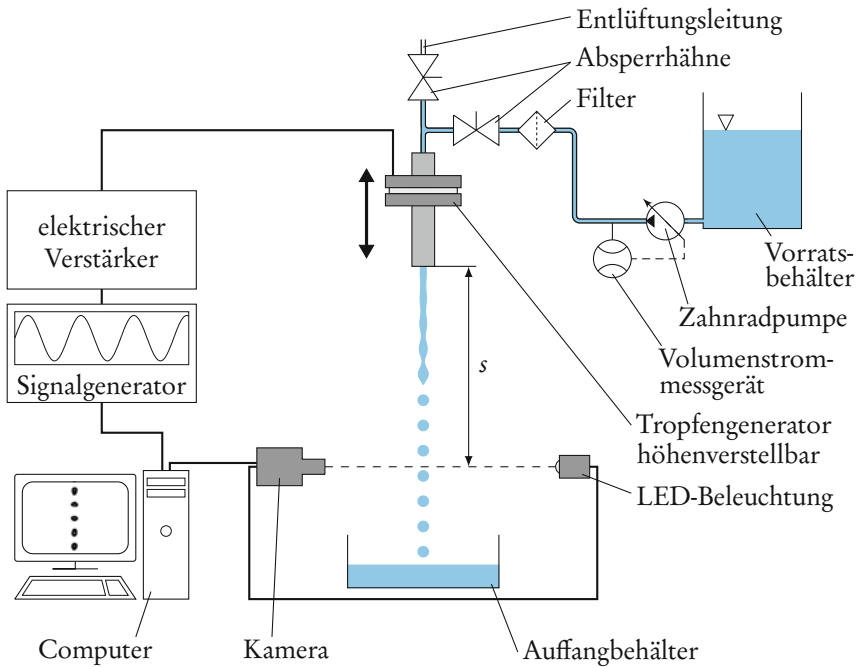 Entlüftungsleitung
Absperrhähne
Filter
elektrischer
Verstärker
Signalgenerator
s
Vorrats-
behälter
Zahnradpumpe
Volumenstrom-
messgerät
Tropfengenerator
höhenverstellbar
LED-Beleuchtung
Computer
Kamera
Auffangbehälter